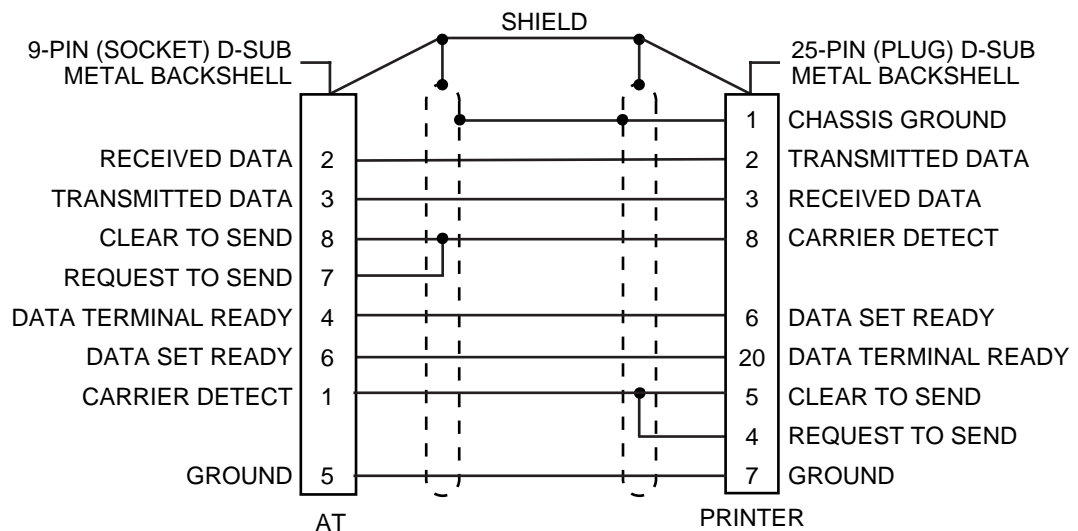 SHIELD
9-PIN (SOCKET) D-SUB
METAL BACKSHELL
25-PIN (PLUG) D-SUB
METAL BACKSHELL
1 CHASSIS GROUND
RECEIVED DATA 2 2 TRANSMITTED DATA
TRANSMITTED DATA 3 3 RECEIVED DATA
CLEAR TO SEND 8 8 CARRIER DETECT
REQUEST TO SEND 7
DATA TERMINAL READY 4 6 DATA SET READY
DATA SET READY 6 20 DATA TERMINAL READY
CARRIER DETECT 1 5 CLEAR TO SEND
4 REQUEST TO SEND
GROUND 5 7 GROUND
AT PRINTER